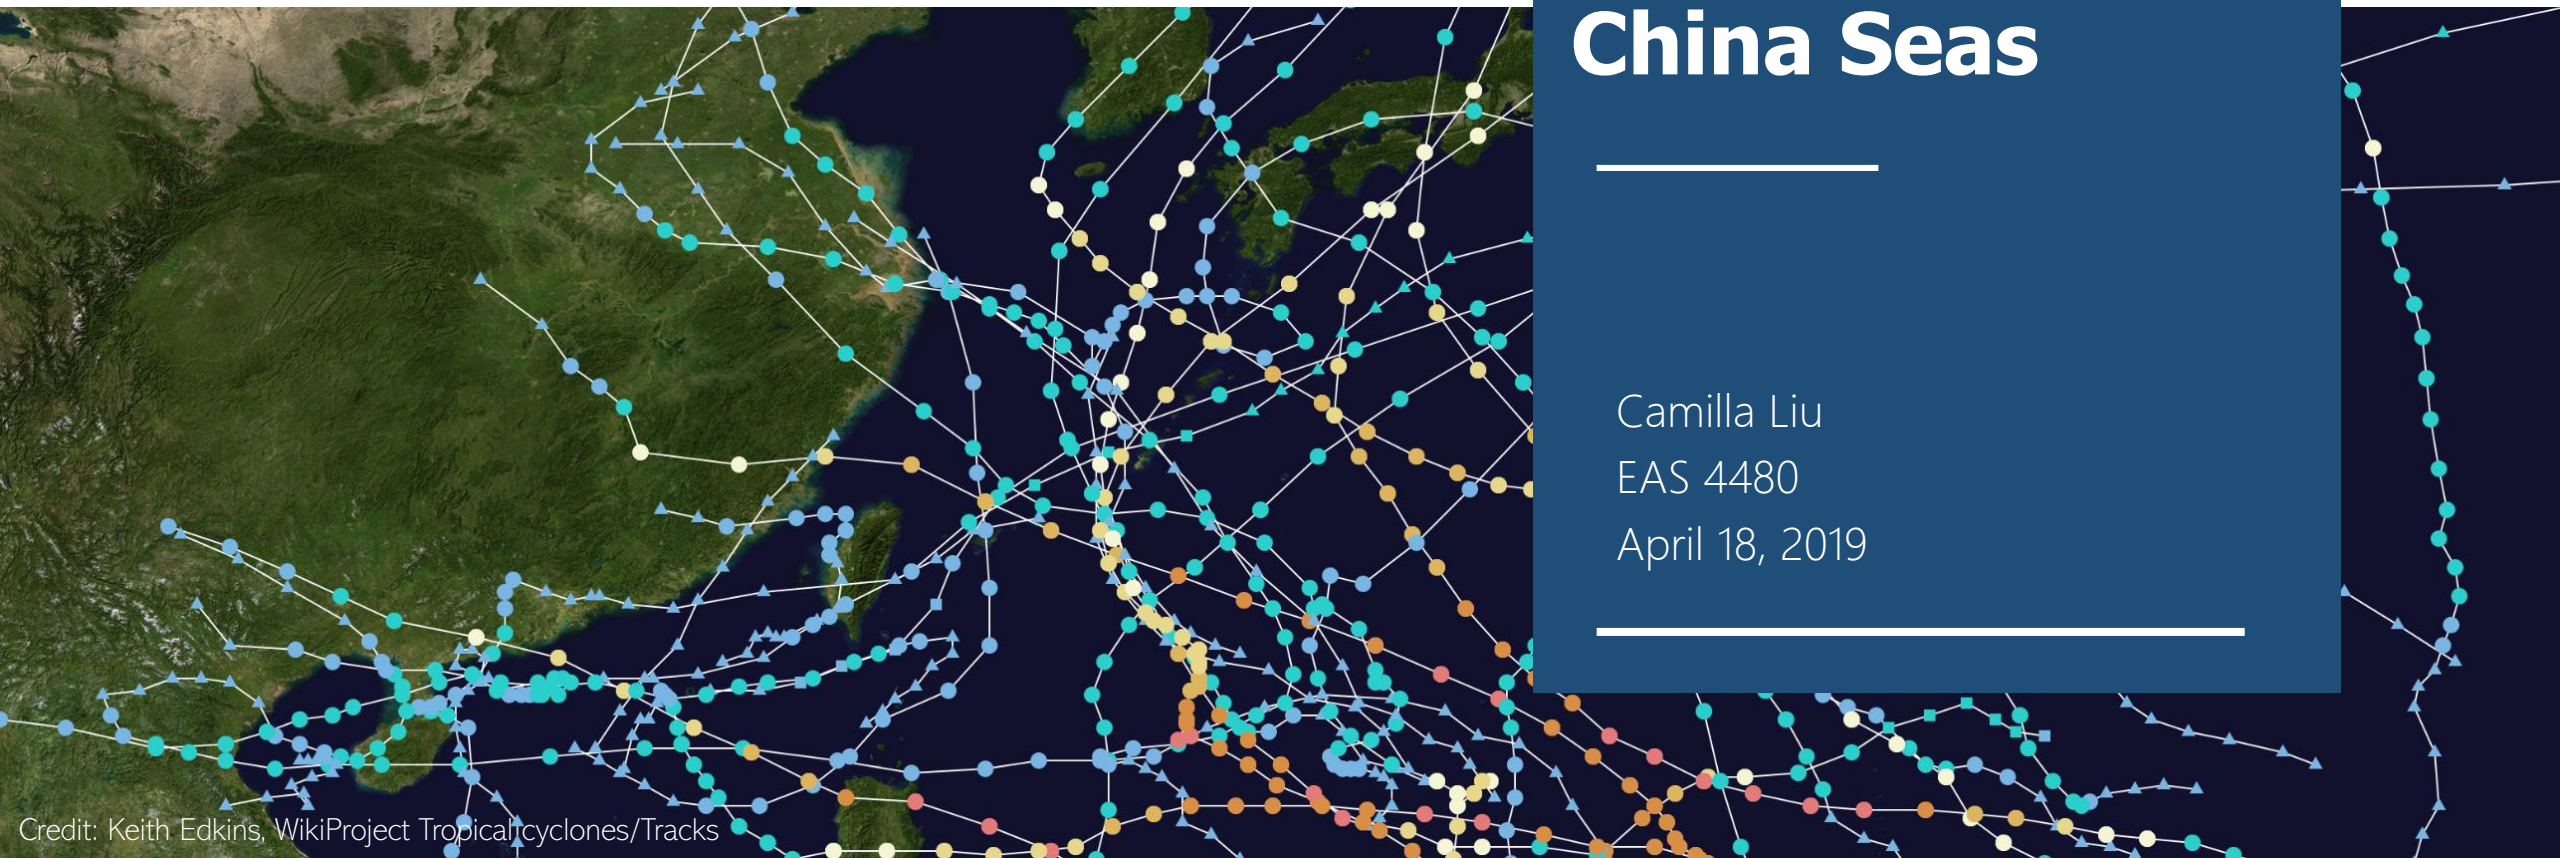 China Seas
Camilla Liu
EAS 4480
April 18, 2019
Credit: Keith Edkins, WikiProject Tropical cyclones/Tracks